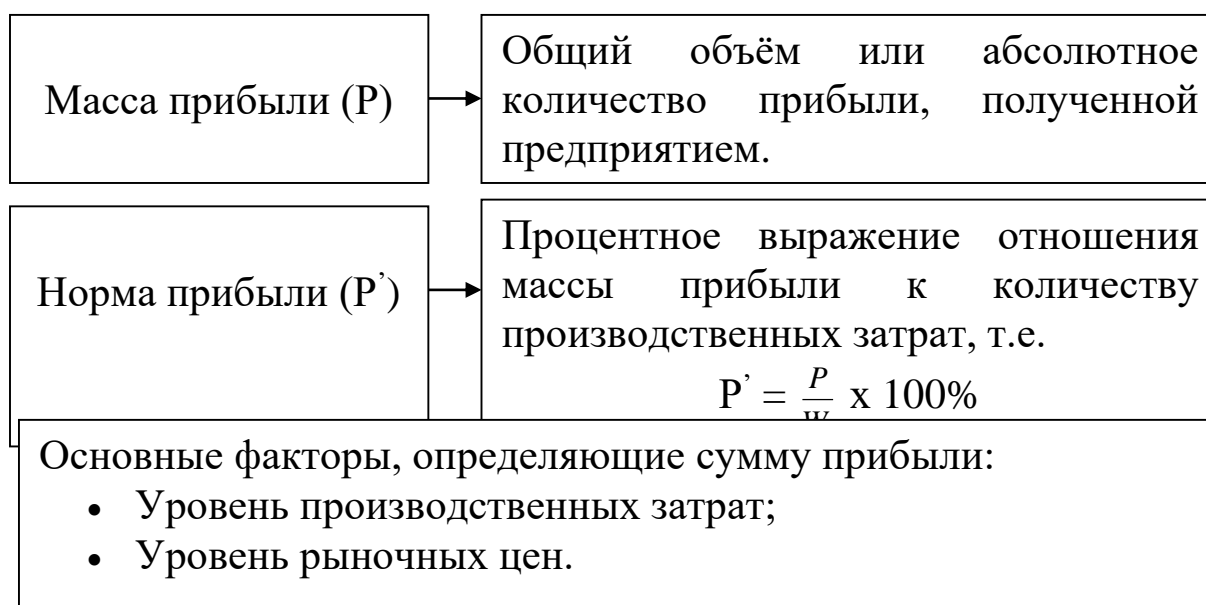 Масса прибыли (P)
Общий объём или абсолютное
количество прибыли, полученной
предприятием.
Норма прибыли (P’)
Процентное выражение отношения
массы прибыли к количеству
производственных затрат, т.е.
P’ = P/W x 100%
Основные факторы, определяющие сумму прибыли:
• Уровень производственных затрат;
• Уровень рыночных цен.